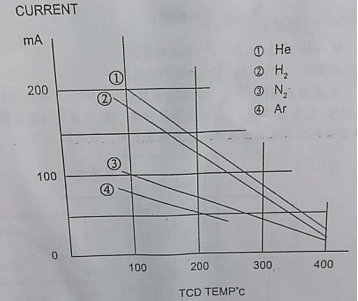 CURRENT
mA
① He
② H₂
③ N₂
④ Ar
200
①
②
100
③
④
0
100
200
300
400
TCD TEMP°c